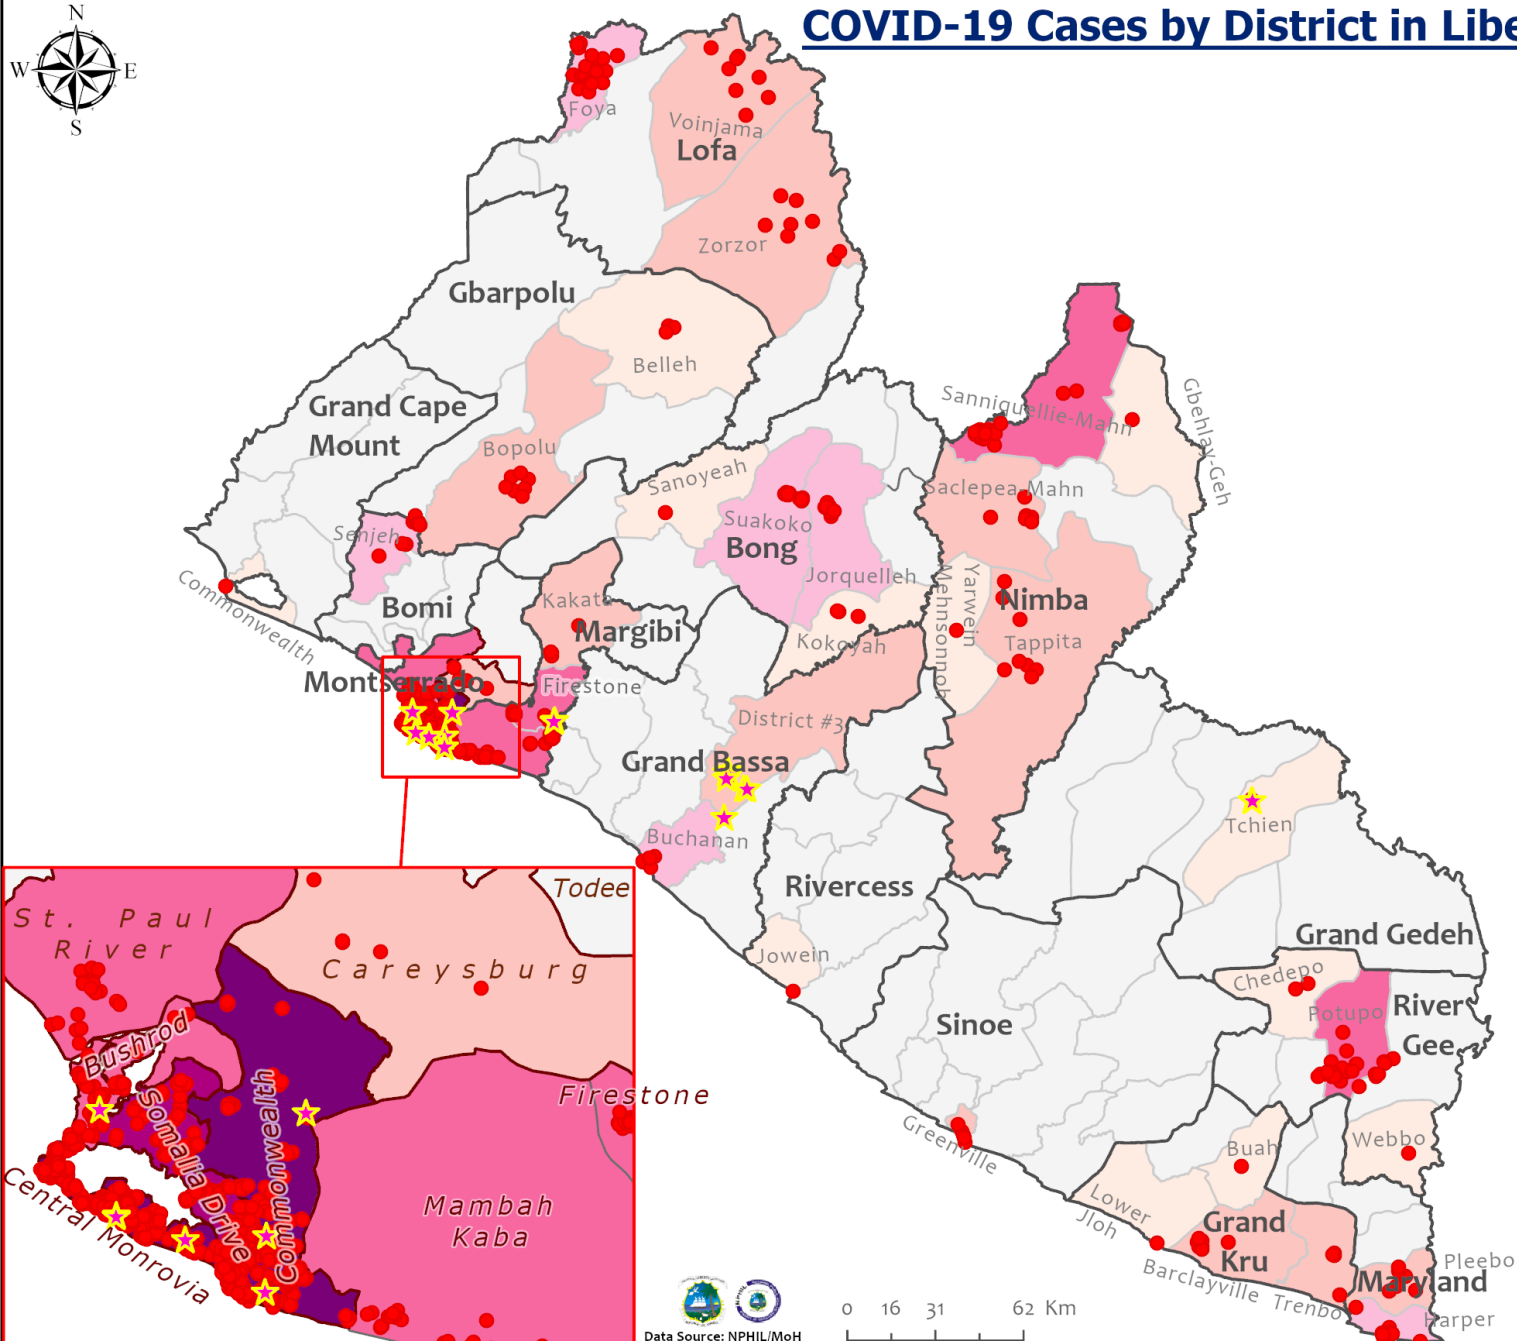 COVID-19 Cases by District in Libe
N
W E
S
Foya
Voinjama
Lofa
Zorzor
Gbarpolu
Belleh
Grand Cape
Mount
Sanniquellie-Mahn
Gbehlay-Geh
Bopolu
Sanoyeah
Saclepea Mahn
Senjeh
Suakoko
Bong
Jorquelleh
Commonwealth
Bomi
Kakata
Margibi
Kokoyah
Yarwein
Mehnsonnoh
Nimba
Tappita
Montserrado
Firestone
District #3
Grand Bassa
Buchanan
Tchien
Rivercess
Grand Gedeh
Jowein
Chedepo
Potupo
River
Gee
Sinoe
Greenville
Buah
Webbo
Lower
Jloh
Grand
Kru
Barclayville
Trenbo
Maryland
Pleebo
Harper
Todee
St. Paul
River
Careysburg
Bushrod
Somalia Drive
Commonwealth
Firestone
Mambah
Kaba
Central Monrovia
0 16 31 62 Km
Data Source: NPHIL/MoH